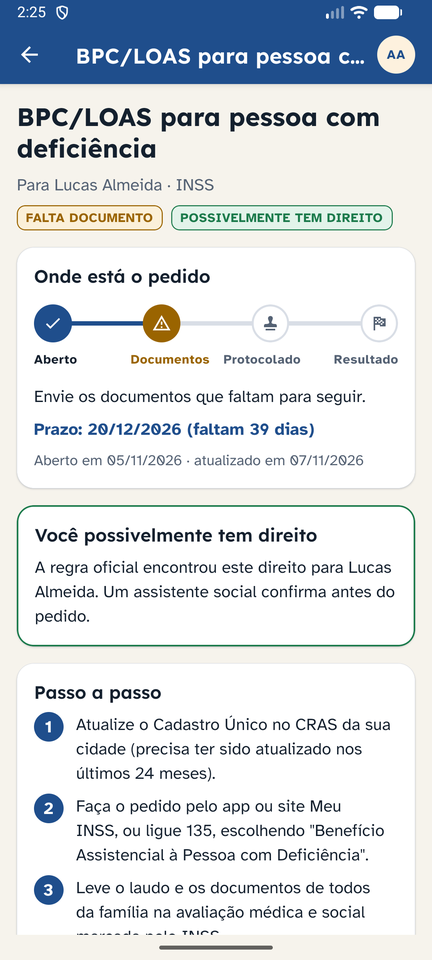 2:25
BPC/LOAS para pessoa c...
AA
BPC/LOAS para pessoa com
deficiência
Para Lucas Almeida · INSS
FALTA DOCUMENTO
POSSIVELMENTE TEM DIREITO
Onde está o pedido
Aberto
Documentos
Protocolado
Resultado
Envie os documentos que faltam para seguir.
Prazo: 20/12/2026 (faltam 39 dias)
Aberto em 05/11/2026 · atualizado em 07/11/2026
Você possivelmente tem direito
A regra oficial encontrou este direito para Lucas
Almeida. Um assistente social confirma antes do
pedido.
Passo a passo
1 Atualize o Cadastro Único no CRAS da sua
cidade (precisa ter sido atualizado nos
últimos 24 meses).
2 Faça o pedido pelo app ou site Meu
INSS, ou ligue 135, escolhendo "Benefício
Assistencial à Pessoa com Deficiência".
3 Leve o laudo e os documentos de todos
da família na avaliação médica e social